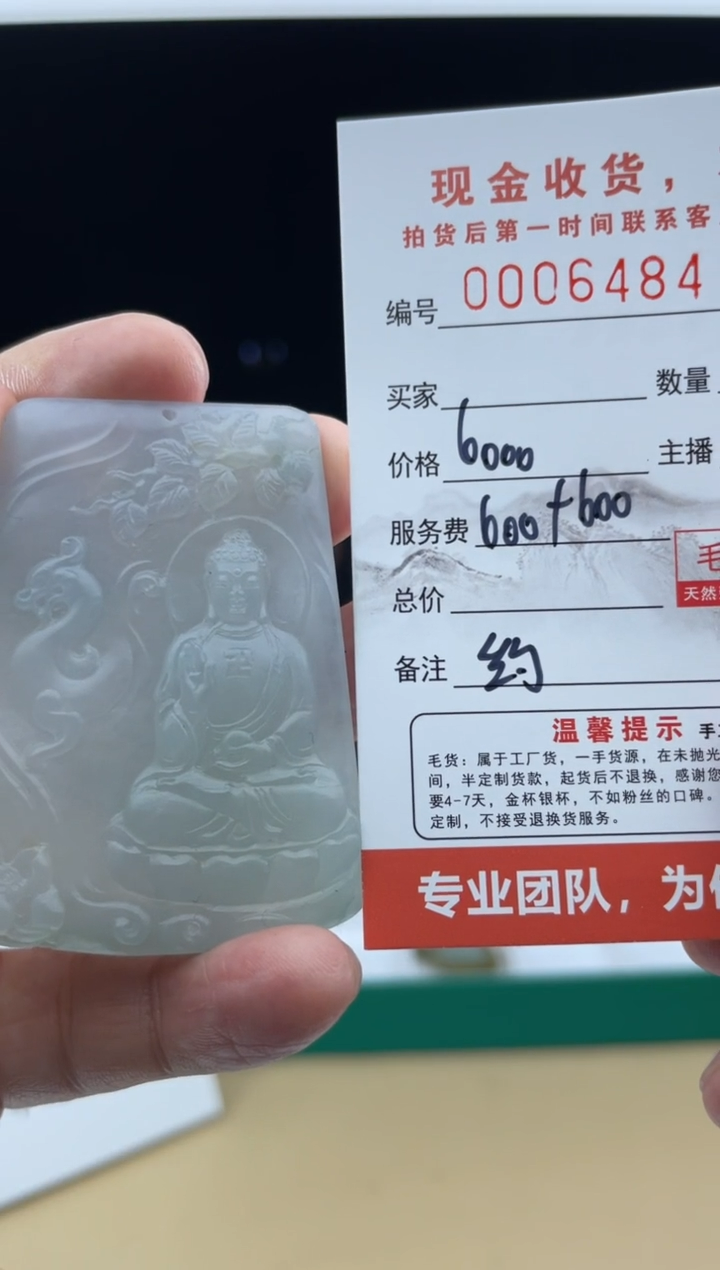 现金收货，
拍货后第一时间联系客
编号 0006484
买家 数量
价格 6000 主播
服务费 600+600
毛
天然
总价
备注 约
温馨提示 手
毛货：属于工厂货，一手货源，在未抛光
间，半定制货款，起货后不退换，感谢您
要4-7天，金杯银杯，不如粉丝的口碑。
定制，不接受退换货服务。
专业团队，为
卍